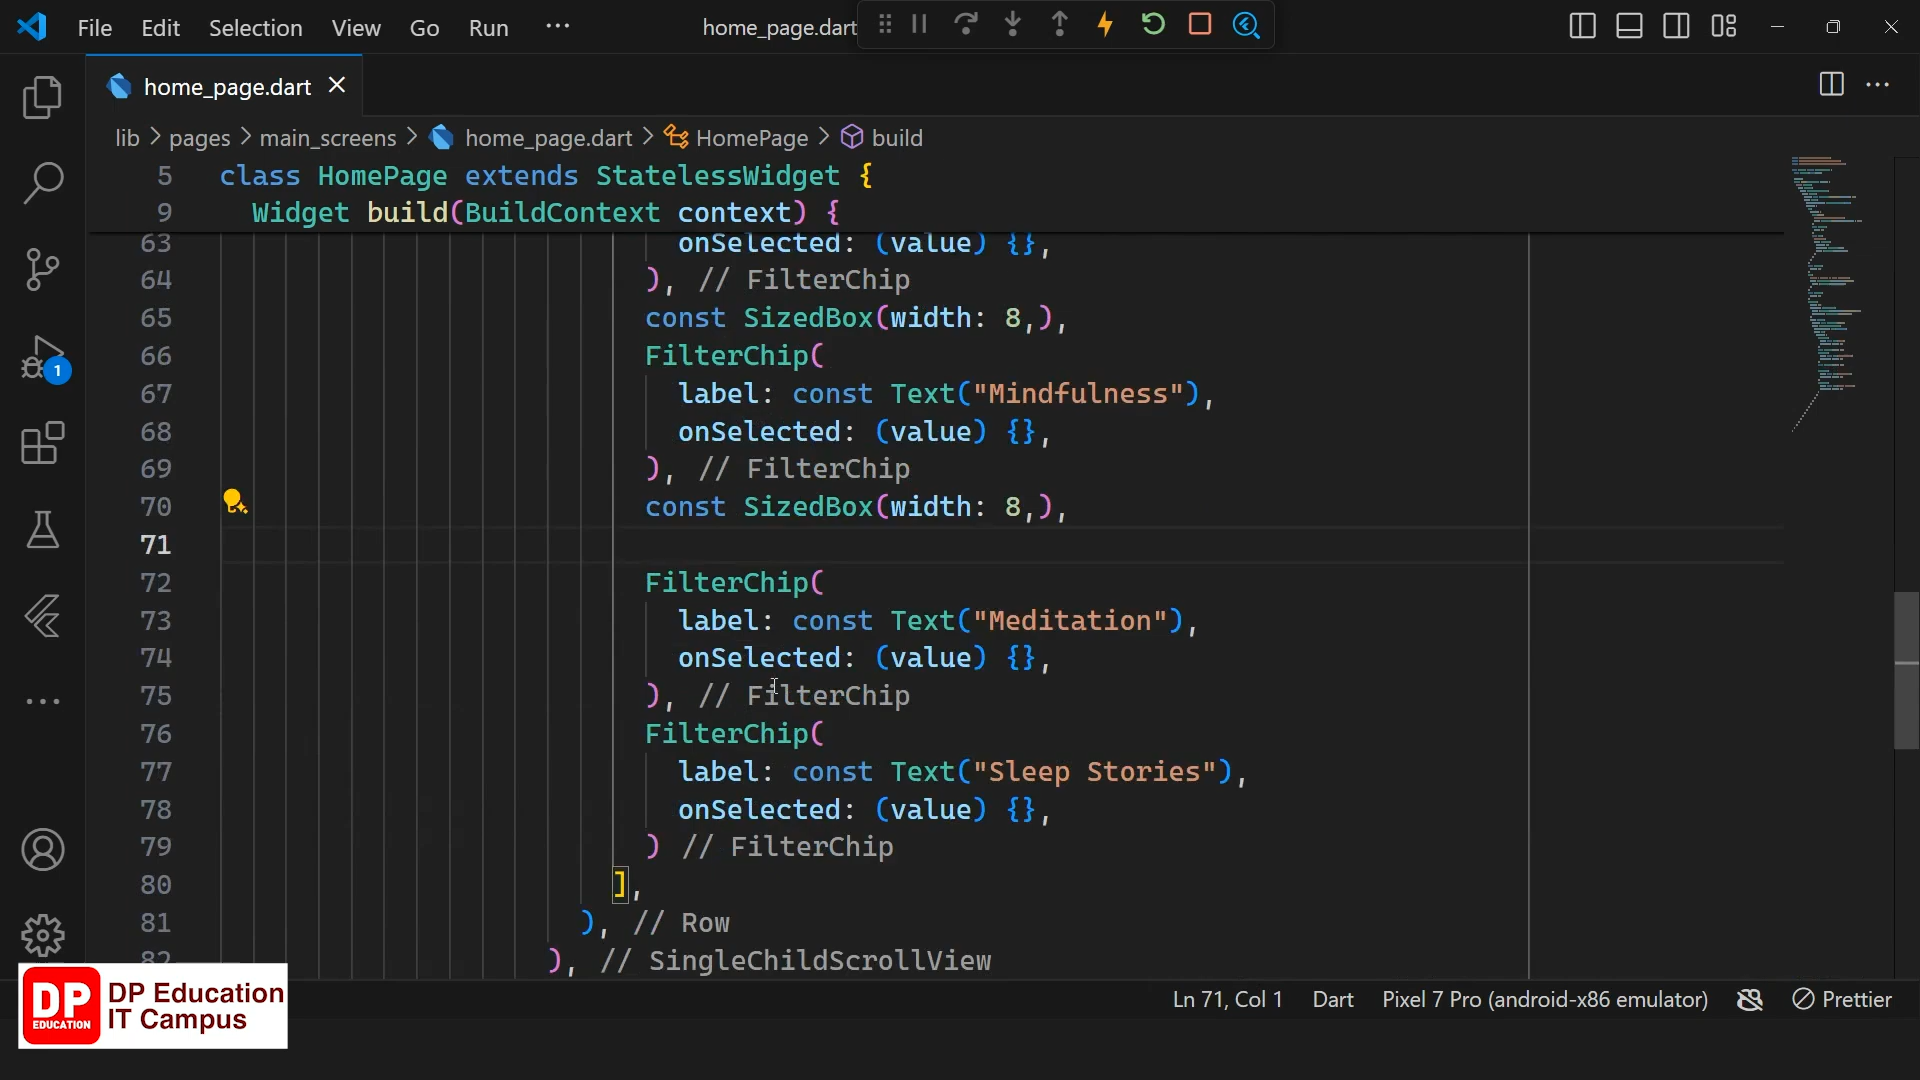 File Edit Selection View Go Run ··· home_page.dart
home_page.dart
lib > pages > main_screens > home_page.dart > HomePage > build
5 class HomePage extends StatelessWidget {
9 Widget build(BuildContext context) {
63 onSelected: (value) {},
64 ), // FilterChip
65 const SizedBox(width: 8,),
66 FilterChip(
67 label: const Text("Mindfulness"),
68 onSelected: (value) {},
69 ), // FilterChip
70 const SizedBox(width: 8,),
71
72 FilterChip(
73 label: const Text("Meditation"),
74 onSelected: (value) {},
75 ), // FilterChip
76 FilterChip(
77 label: const Text("Sleep Stories"),
78 onSelected: (value) {},
79 ) // FilterChip
80 ],
81 ), // Row
82 ), // SingleChildScrollView
1
DP EDUCATION
DP Education
IT Campus
Ln 71, Col 1 Dart Pixel 7 Pro (android-x86 emulator) Prettier